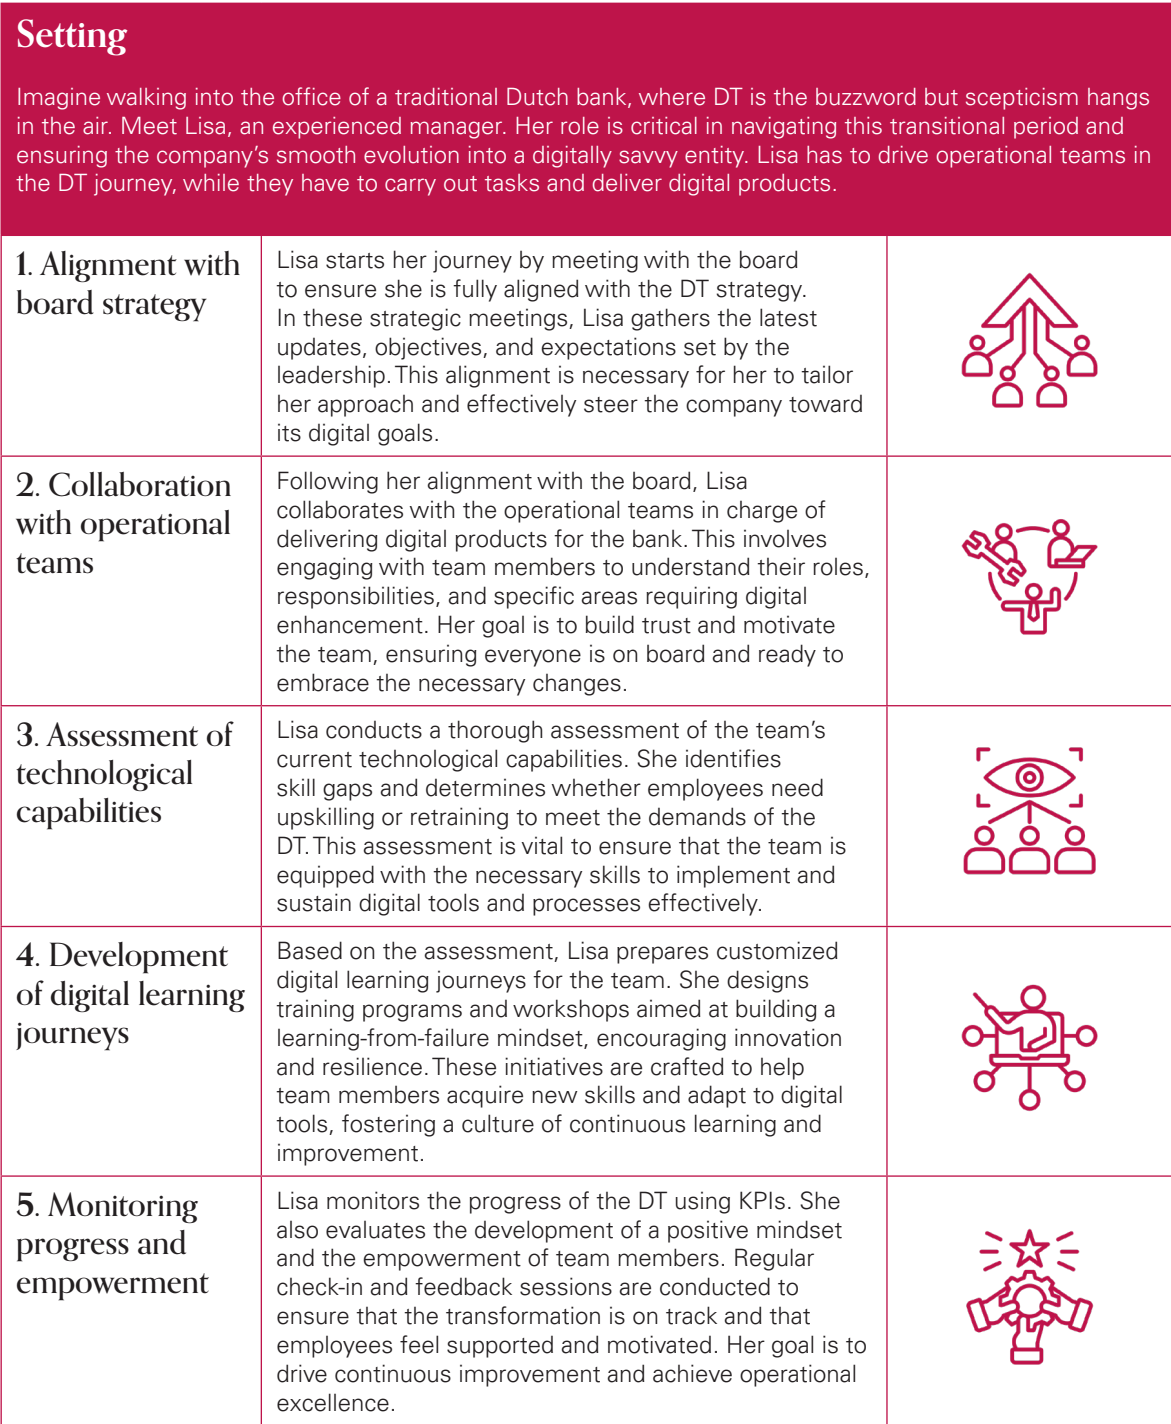 Setting
Imagine walking into the office of a traditional Dutch bank, where DT is the buzzword but scepticism hangs
in the air. Meet Lisa, an experienced manager. Her role is critical in navigating this transitional period and
ensuring the company's smooth evolution into a digitally savvy entity. Lisa has to drive operational teams in
the DT journey, while they have to carry out tasks and deliver digital products.
1. Alignment with
board strategy
Lisa starts her journey by meeting with the board
to ensure she is fully aligned with the DT strategy.
In these strategic meetings, Lisa gathers the latest
updates, objectives, and expectations set by the
leadership. This alignment is necessary for her to tailor
her approach and effectively steer the company toward
its digital goals.
2. Collaboration
with operational
teams
Following her alignment with the board, Lisa
collaborates with the operational teams in charge of
delivering digital products for the bank. This involves
engaging with team members to understand their roles,
responsibilities, and specific areas requiring digital
enhancement. Her goal is to build trust and motivate
the team, ensuring everyone is on board and ready to
embrace the necessary changes.
3. Assessment of
technological
capabilities
Lisa conducts a thorough assessment of the team's
current technological capabilities. She identifies
skill gaps and determines whether employees need
upskilling or retraining to meet the demands of the
DT. This assessment is vital to ensure that the team is
equipped with the necessary skills to implement and
sustain digital tools and processes effectively.
4. Development
of digital learning
journeys
Based on the assessment, Lisa prepares customized
digital learning journeys for the team. She designs
training programs and workshops aimed at building a
learning-from-failure mindset, encouraging innovation
and resilience. These initiatives are crafted to help
team members acquire new skills and adapt to digital
tools, fostering a culture of continuous learning and
improvement.
5. Monitoring
progress and
empowerment
Lisa monitors the progress of the DT using KPIs. She
also evaluates the development of a positive mindset
and the empowerment of team members. Regular
check-in and feedback sessions are conducted to
ensure that the transformation is on track and that
employees feel supported and motivated. Her goal is to
drive continuous improvement and achieve operational
excellence.